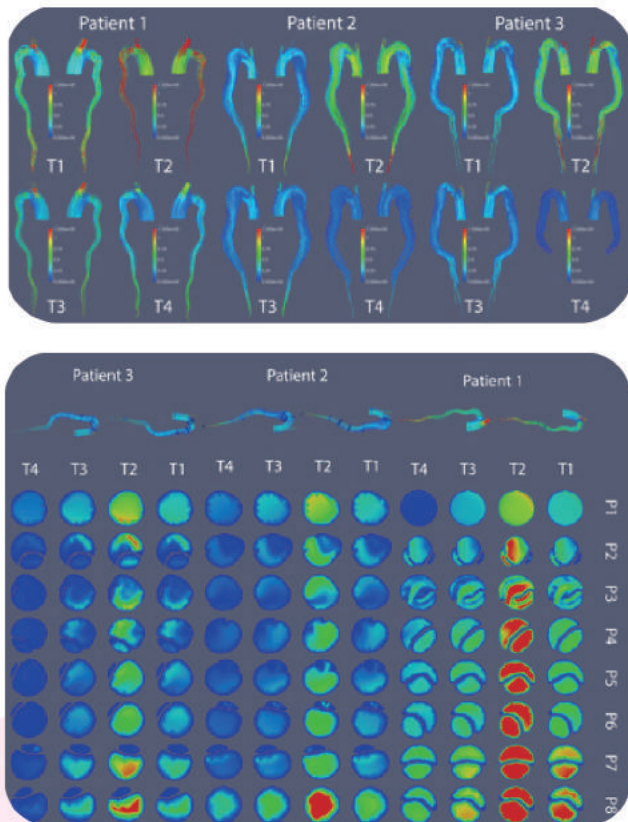 Patient 1 Patient 2 Patient 3
T1 T2 T1 T2 T1 T2
T3 T4 T3 T4 T3 T4
Patient 3 Patient 2 Patient 1
T4 T3 T2 T1 T4 T3 T2 T1 T4 T3 T2 T1
P1
P2
P3
P4
P5
P6
P7
P8